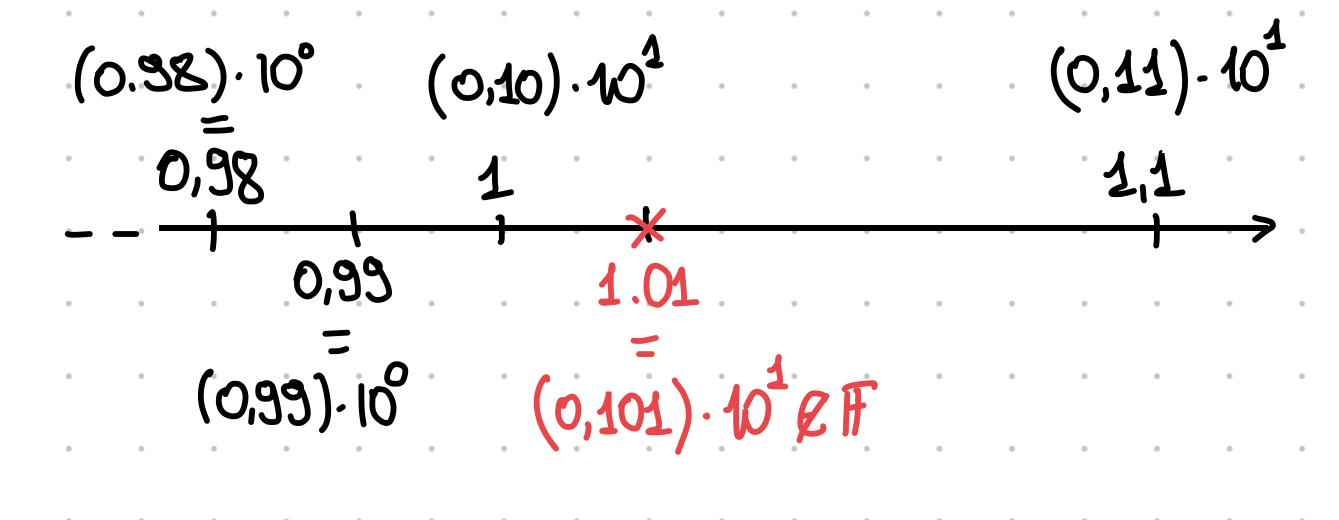 (0.98)·10⁰ (0,10)·10¹ (0,11)·10¹
=
0,98 1 1,1
0,99 1.01
= =
(0,99)·10⁰ (0,101)·10¹ ∉ 𝔽